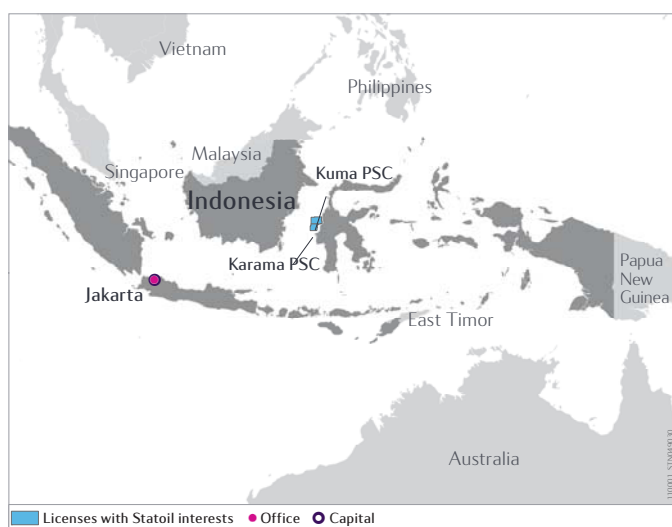 Vietnam
Philippines
Malaysia
Singapore
Kuma PSC
Indonesia
Karama PSC
Jakarta
Papua
New
Guinea
East Timor
Australia
Licenses with Statoil interests
Office
Capital